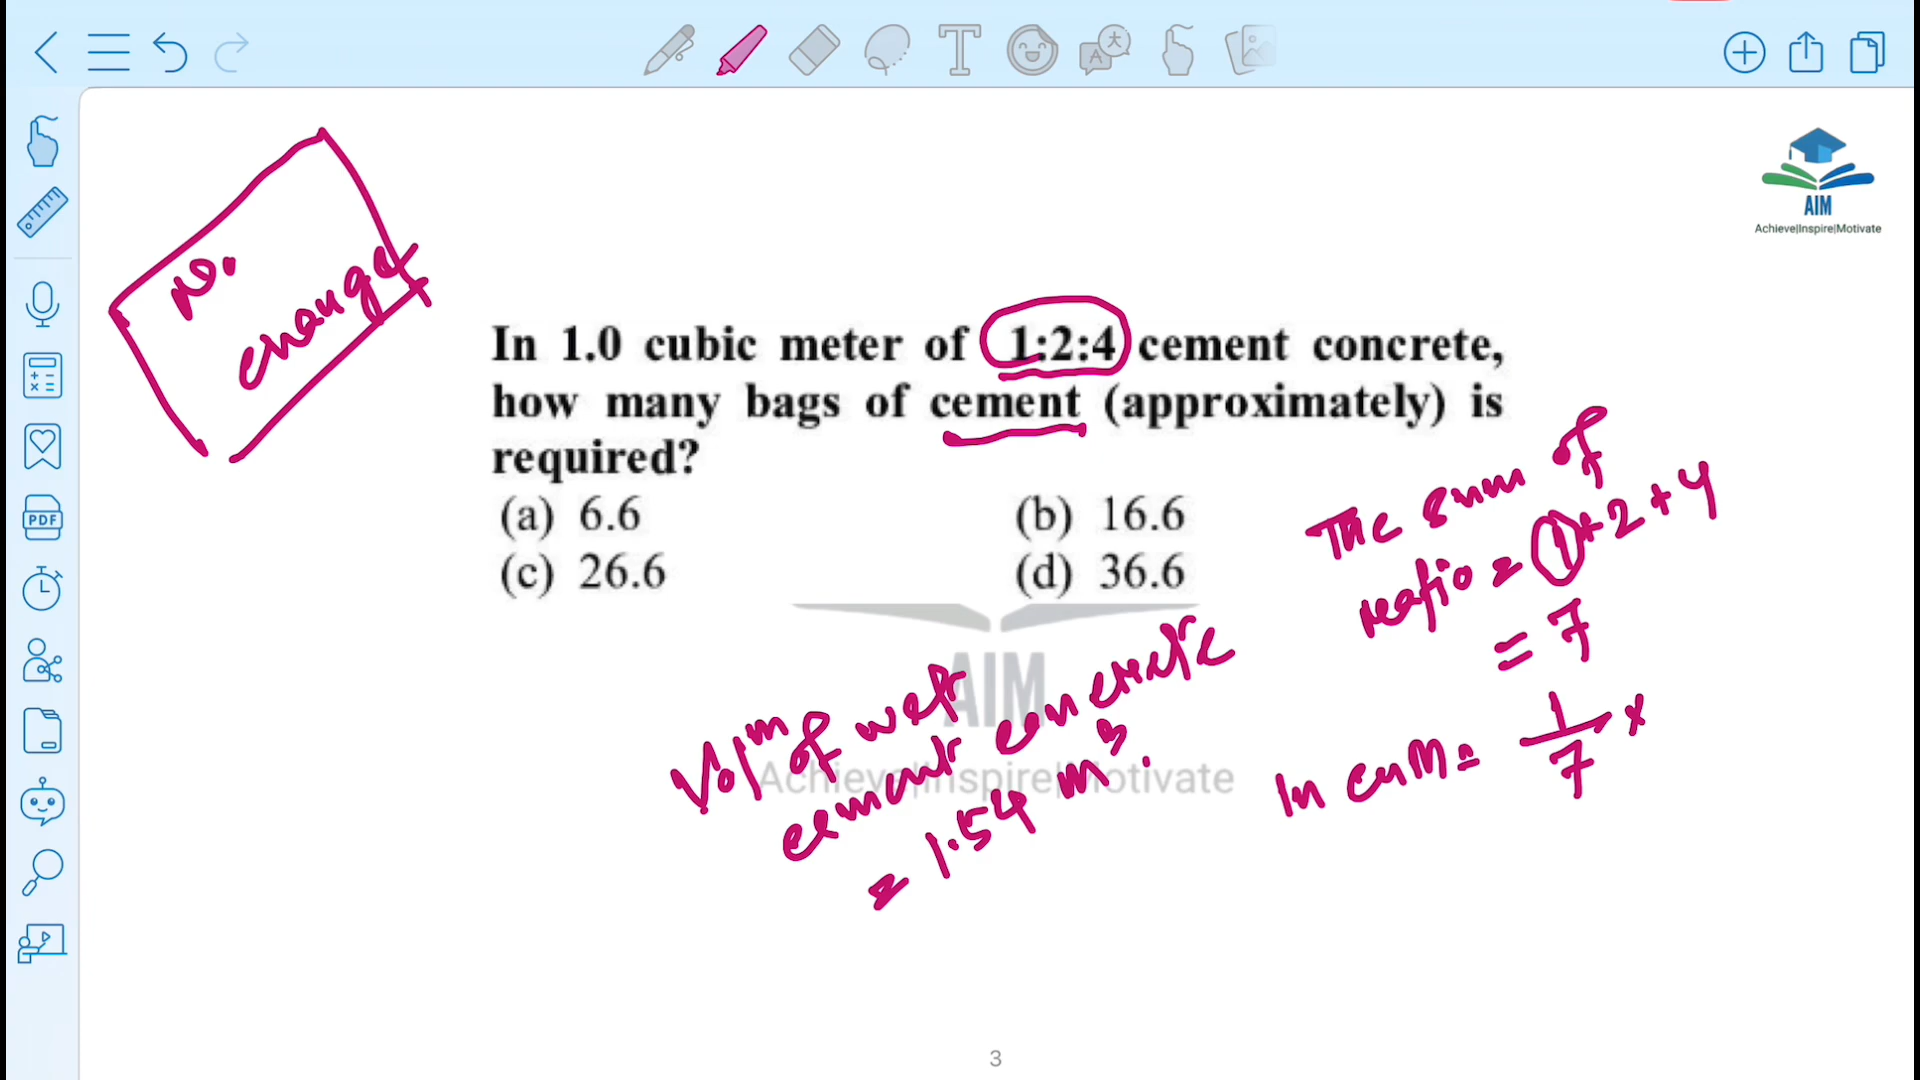 PDF
AIM
Achieve|Inspire|Motivate
No.
change
In 1.0 cubic meter of 1:2:4 cement concrete,
how many bags of cement (approximately) is
required?
(a) 6.6 (b) 16.6
(c) 26.6 (d) 36.6
The sum of
ratio = 1+2+4
= 7
Vol^m of wet
cement concrete
= 1.54 m³.
In cum = 1/7 ×
AIM
Achieve|Inspire|Motivate
3